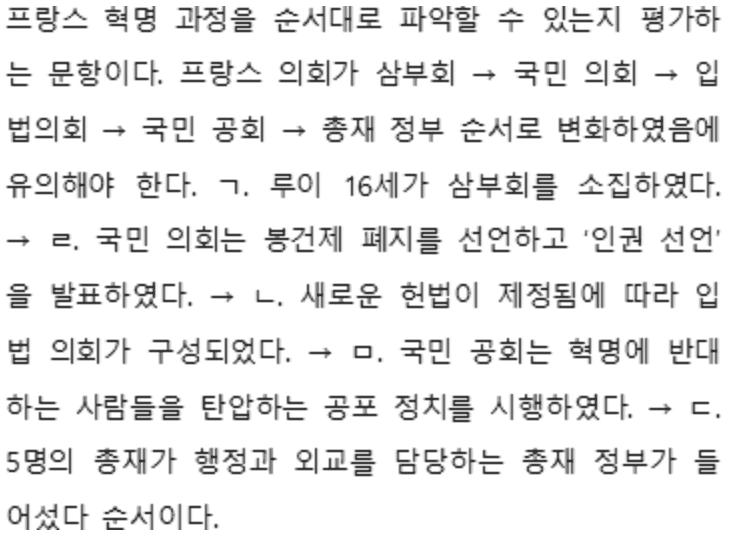 프랑스 혁명 과정을 순서대로 파악할 수 있는지 평가하
는 문항이다. 프랑스 의회가 삼부회 → 국민 의회 → 입
법의회 → 국민 공회 → 총재 정부 순서로 변화하였음에
유의해야 한다. ㄱ. 루이 16세가 삼부회를 소집하였다.
→ ㄹ. 국민 의회는 봉건제 폐지를 선언하고 ‘인권 선언’
을 발표하였다. → ㄴ. 새로운 헌법이 제정됨에 따라 입
법 의회가 구성되었다. → ㅁ. 국민 공회는 혁명에 반대
하는 사람들을 탄압하는 공포 정치를 시행하였다. → ㄷ.
5명의 총재가 행정과 외교를 담당하는 총재 정부가 들
어섰다 순서이다.